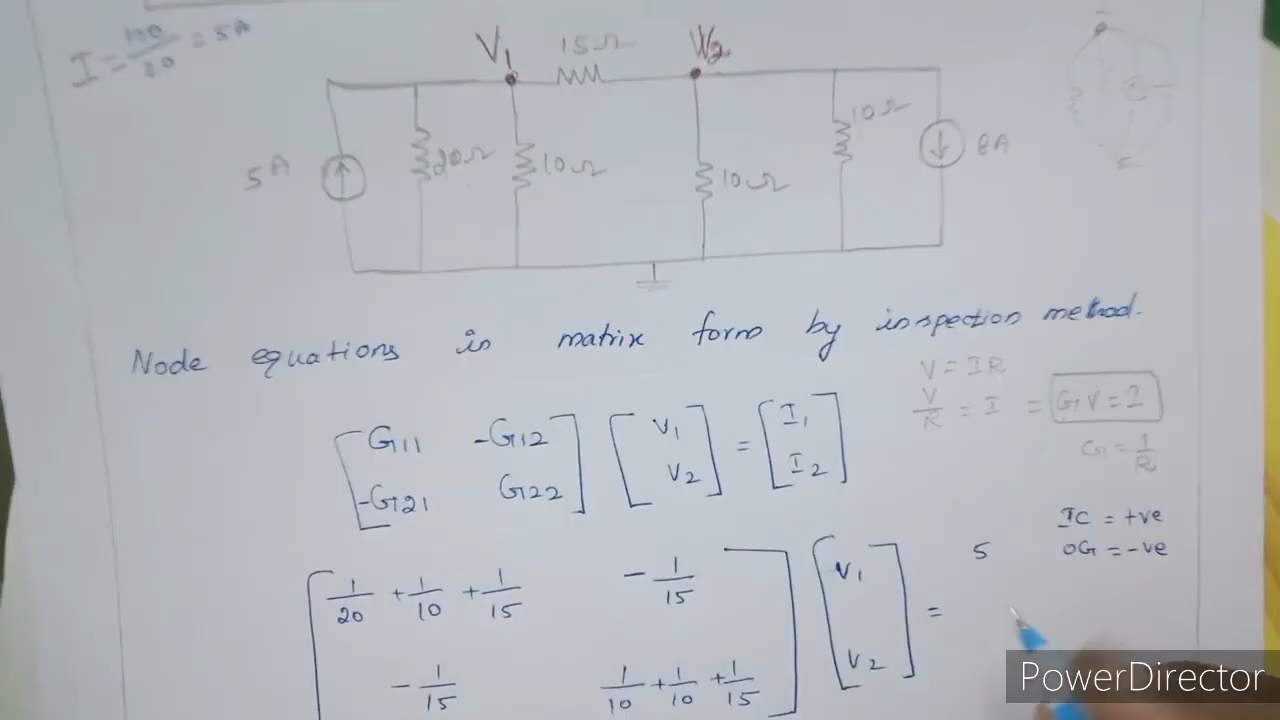 I = 100/20 = 5A
V1 15Ω V2
5A 20Ω 10Ω 10Ω 10Ω 8A
Node equations in matrix form by inspection method.
V = IR
V/R = I = GV = I
G = 1/R
G11 -G12 V1 = I1
-G21 G22 V2 I2
IC = +ve
OG = -ve
1/20 + 1/10 + 1/15 - 1/15 V1 = 5
- 1/15 1/10 + 1/10 + 1/15 V2
PowerDirector